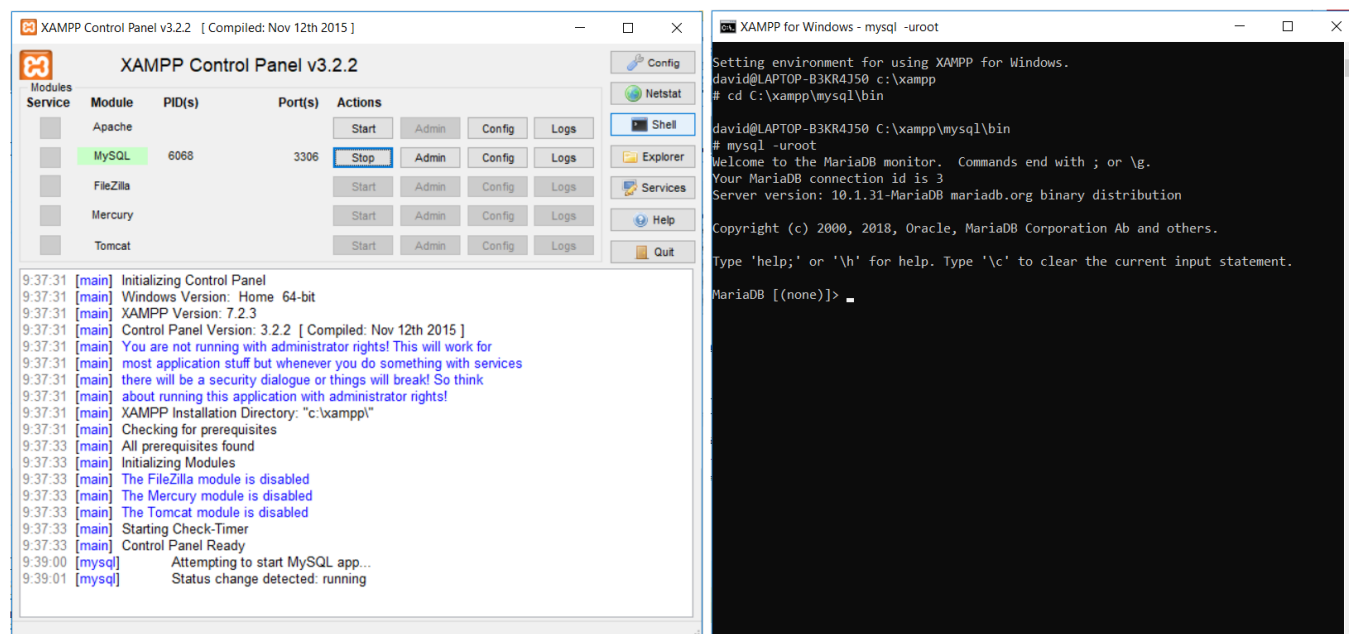 XAMPP Control Panel v3.2.2 [ Compiled: Nov 12th 2015 ]
XAMPP Control Panel v3.2.2
Modules
Service Module PID(s) Port(s) Actions
Apache Start Admin Config Logs
MySQL 6068 3306 Stop Admin Config Logs
FileZilla Start Admin Config Logs
Mercury Start Admin Config Logs
Tomcat Start Admin Config Logs
Config
Netstat
Shell
Explorer
Services
Help
Quit
9:37:31 [main] Initializing Control Panel
9:37:31 [main] Windows Version: Home 64-bit
9:37:31 [main] XAMPP Version: 7.2.3
9:37:31 [main] Control Panel Version: 3.2.2 [ Compiled: Nov 12th 2015 ]
9:37:31 [main] You are not running with administrator rights! This will work for
9:37:31 [main] most application stuff but whenever you do something with services
9:37:31 [main] there will be a security dialogue or things will break! So think
9:37:31 [main] about running this application with administrator rights!
9:37:31 [main] XAMPP Installation Directory: "c:\xampp\"
9:37:31 [main] Checking for prerequisites
9:37:33 [main] All prerequisites found
9:37:33 [main] Initializing Modules
9:37:33 [main] The FileZilla module is disabled
9:37:33 [main] The Mercury module is disabled
9:37:33 [main] The Tomcat module is disabled
9:37:33 [main] Starting Check-Timer
9:37:33 [main] Control Panel Ready
9:39:00 [mysql] Attempting to start MySQL app...
9:39:01 [mysql] Status change detected: running
XAMPP for Windows - mysql -uroot
Setting environment for using XAMPP for Windows.
david@LAPTOP-B3KR4J50 c:\xampp
# cd C:\xampp\mysql\bin
david@LAPTOP-B3KR4J50 C:\xampp\mysql\bin
# mysql -uroot
Welcome to the MariaDB monitor.  Commands end with ; or \g.
Your MariaDB connection id is 3
Server version: 10.1.31-MariaDB mariadb.org binary distribution
Copyright (c) 2000, 2018, Oracle, MariaDB Corporation Ab and others.
Type 'help;' or '\h' for help. Type '\c' to clear the current input statement.
MariaDB [(none)]> _